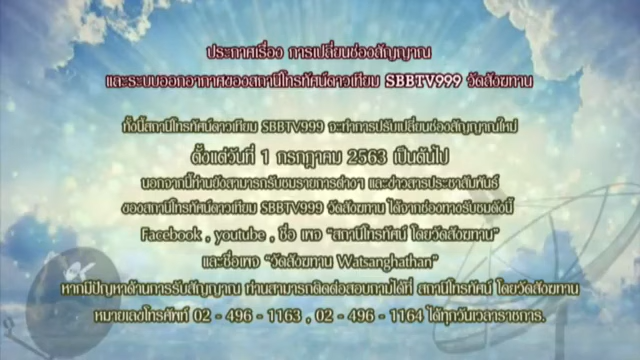 ประกาศเรื่อง การเปลี่ยนช่องสัญญาณ
และระบบออกอากาศของสถานีโทรทัศน์ดาวเทียม SBBTV999 วัดสังฆทาน
ทั้งนี้สถานีโทรทัศน์ดาวเทียม SBBTV999 จะทำการปรับเปลี่ยนช่องสัญญาณใหม่
ตั้งแต่วันที่ 1 กรกฎาคม 2563 เป็นต้นไป
นอกจากนี้ท่านยังสามารถรับชมรายการต่างๆ และข่าวสารประชาสัมพันธ์
ของสถานีโทรทัศน์ดาวเทียม SBBTV999 วัดสังฆทาน ได้จากช่องทางรับชมดังนี้
Facebook , youtube , ชื่อ เพจ "สถานีโทรทัศน์ โดยวัดสังฆทาน"
และชื่อเพจ "วัดสังฆทาน Watsanghathan"
หากมีปัญหาด้านการรับสัญญาณ ท่านสามารถติดต่อสอบถามได้ที่ สถานีโทรทัศน์ โดยวัดสังฆทาน
หมายเลขโทรศัพท์ 02 - 496 - 1163 , 02 - 496 - 1164 ได้ทุกวันเวลาราชการ.